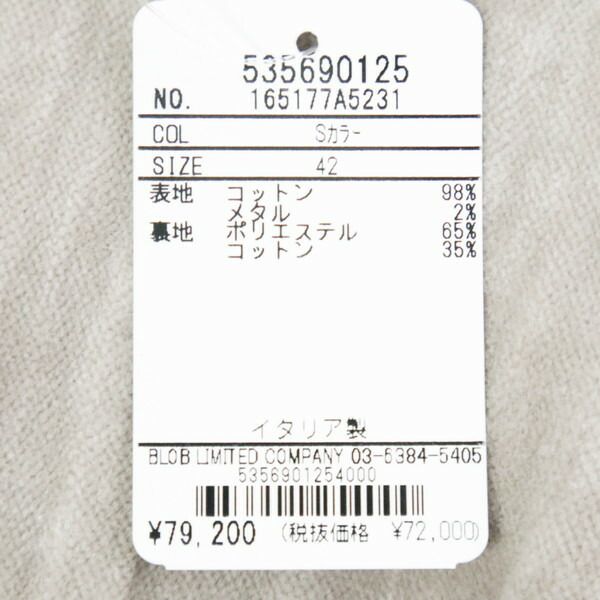 535690125
NO. 165177A5231
COL Sカラー
SIZE 42
表地 コットン 98%
メタル 2%
裏地 ポリエステル 65%
コットン 35%
イタリア製
BLOB LIMITED COMPANY 03-6384-5405
5356901254000
¥79,200 (税抜価格 ¥72,000)